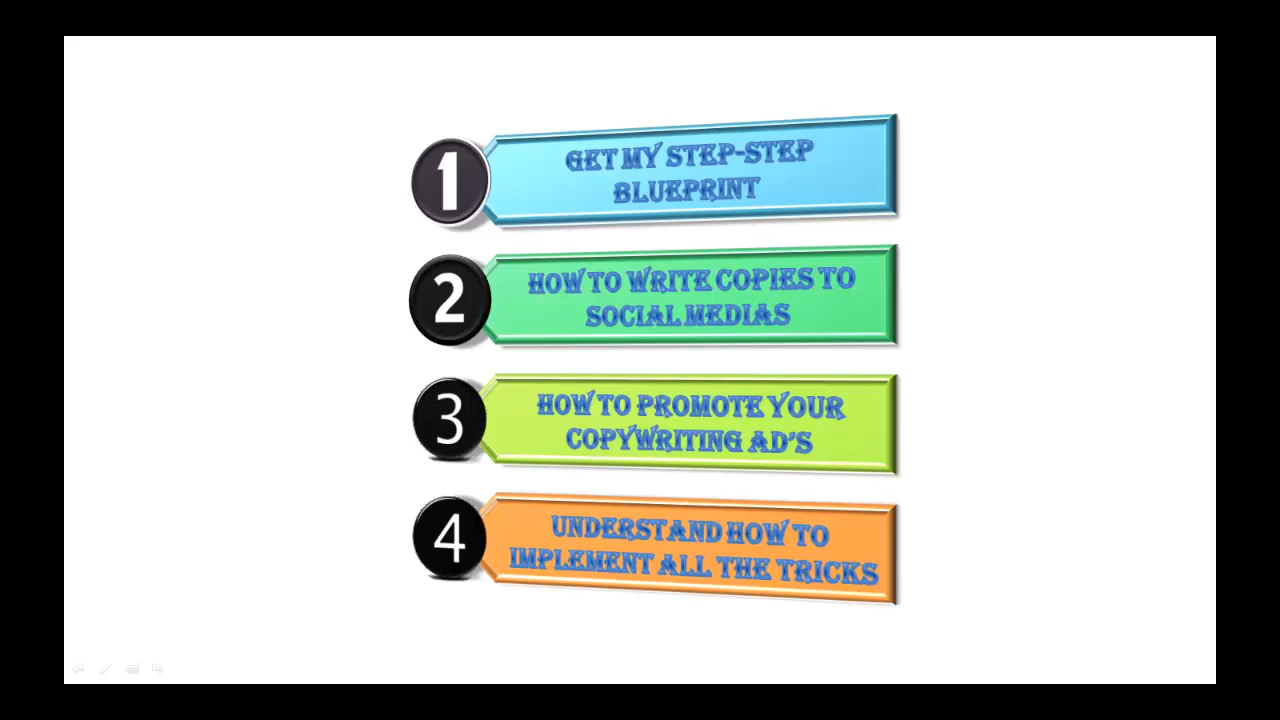 1
GET MY STEP-STEP
BLUEPRINT
2
HOW TO WRITE COPIES TO
SOCIAL MEDIAS
3
HOW TO PROMOTE YOUR
COPYWRITING AD'S
4
UNDERSTAND HOW TO
IMPLEMENT ALL THE TRICKS